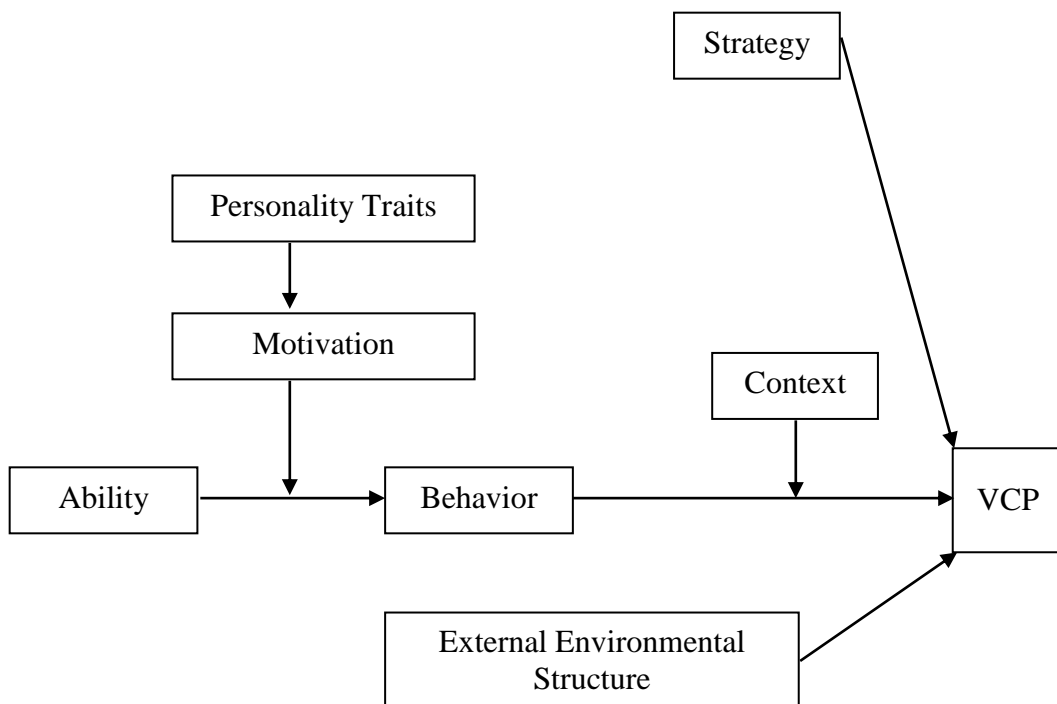 Strategy
Personality Traits
Motivation
Context
Ability
Behavior
VCP
External Environmental
Structure